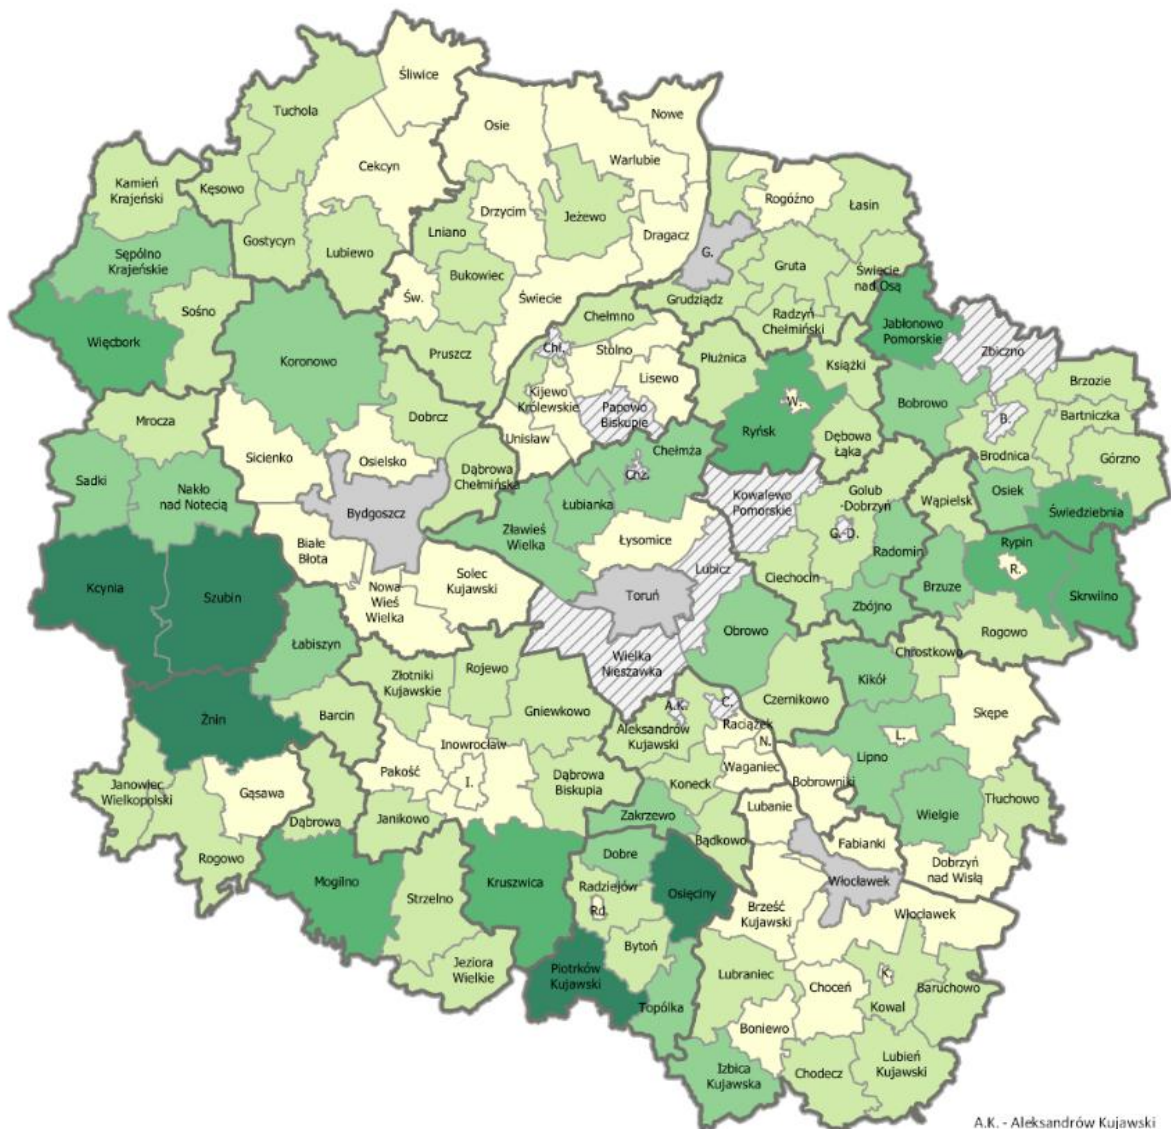 Śliwice
Tuchola
Osie
Nowe
Cekcyn
Warlubie
Kamień
Krajeński
Kęsowo
Rogóźno
Łasin
Drzycim
Jeżewo
Lniano
Dragacz
Gostycyn
Lubiewo
G.
Sępólno
Krajeńskie
Bukowiec
Gruta
Świecie
nad Osą
Św.
Świecie
Grudziądz
Sośno
Chełmno
Radzyń
Chełmiński
Jabłonowo
Pomorskie
Więcbork
Koronowo
Pruszcz
Chł.
Stolno
Płużnica
Książki
Zbiczno
Lisewo
Kijewo
Królewskie
Brzozie
Mrocza
Dobrcz
Papowo
Biskupie
W.
Bobrowo
Bartniczka
B.
Unisław
Ryńsk
Sicienko
Osielsko
Chełmża
Dębowa
Łąka
Brodnica
Górzno
Dąbrowa
Chełmińska
Sadki
Nakło
nad Notecią
Chż.
Golub
-Dobrzyń
Wąpielsk
Osiek
Kowalewo
Pomorskie
Łubianka
Bydgoszcz
Świedziebnia
Zławieś
Wielka
G.-D.
Łysomice
Rypin
Białe
Błota
Radomin
Lubicz
R.
Solec
Kujawski
Ciechocin
Brzuze
Kcynia
Szubin
Nowa
Wieś
Wielka
Toruń
Skrwilno
Zbójno
Obrowo
Rogowo
Łabiszyn
Wielka
Nieszawka
Chrostkowo
Złotniki
Kujawskie
Rojewo
Kikół
Czernikowo
A.K.
C.
Skępe
Gniewkowo
Żnin
Barcin
Raciążek
Aleksandrów
Kujawski
L.
N.
Inowrocław
Lipno
Waganiec
Pakość
Janowiec
Wielkopolski
Gąsawa
I.
Dąbrowa
Biskupia
Koneck
Bobrowniki
Tłuchowo
Lubanie
Wielgie
Dąbrowa
Janikowo
Zakrzewo
Bądkowo
Fabianki
Rogowo
Dobre
Dobrzyń
nad Wisłą
Mogilno
Kruszwica
Osięciny
Włocławek
Radziejów
Strzelno
Rd.
Brześć
Kujawski
Włocławek
Bytoń
Jeziora
Wielkie
Piotrków
Kujawski
Lubraniec
K.
Choceń
Baruchowo
Topólka
Kowal
Boniewo
Izbica
Kujawska
Chodecz
Lubień
Kujawski
A.K. - Aleksandrów Kujawski